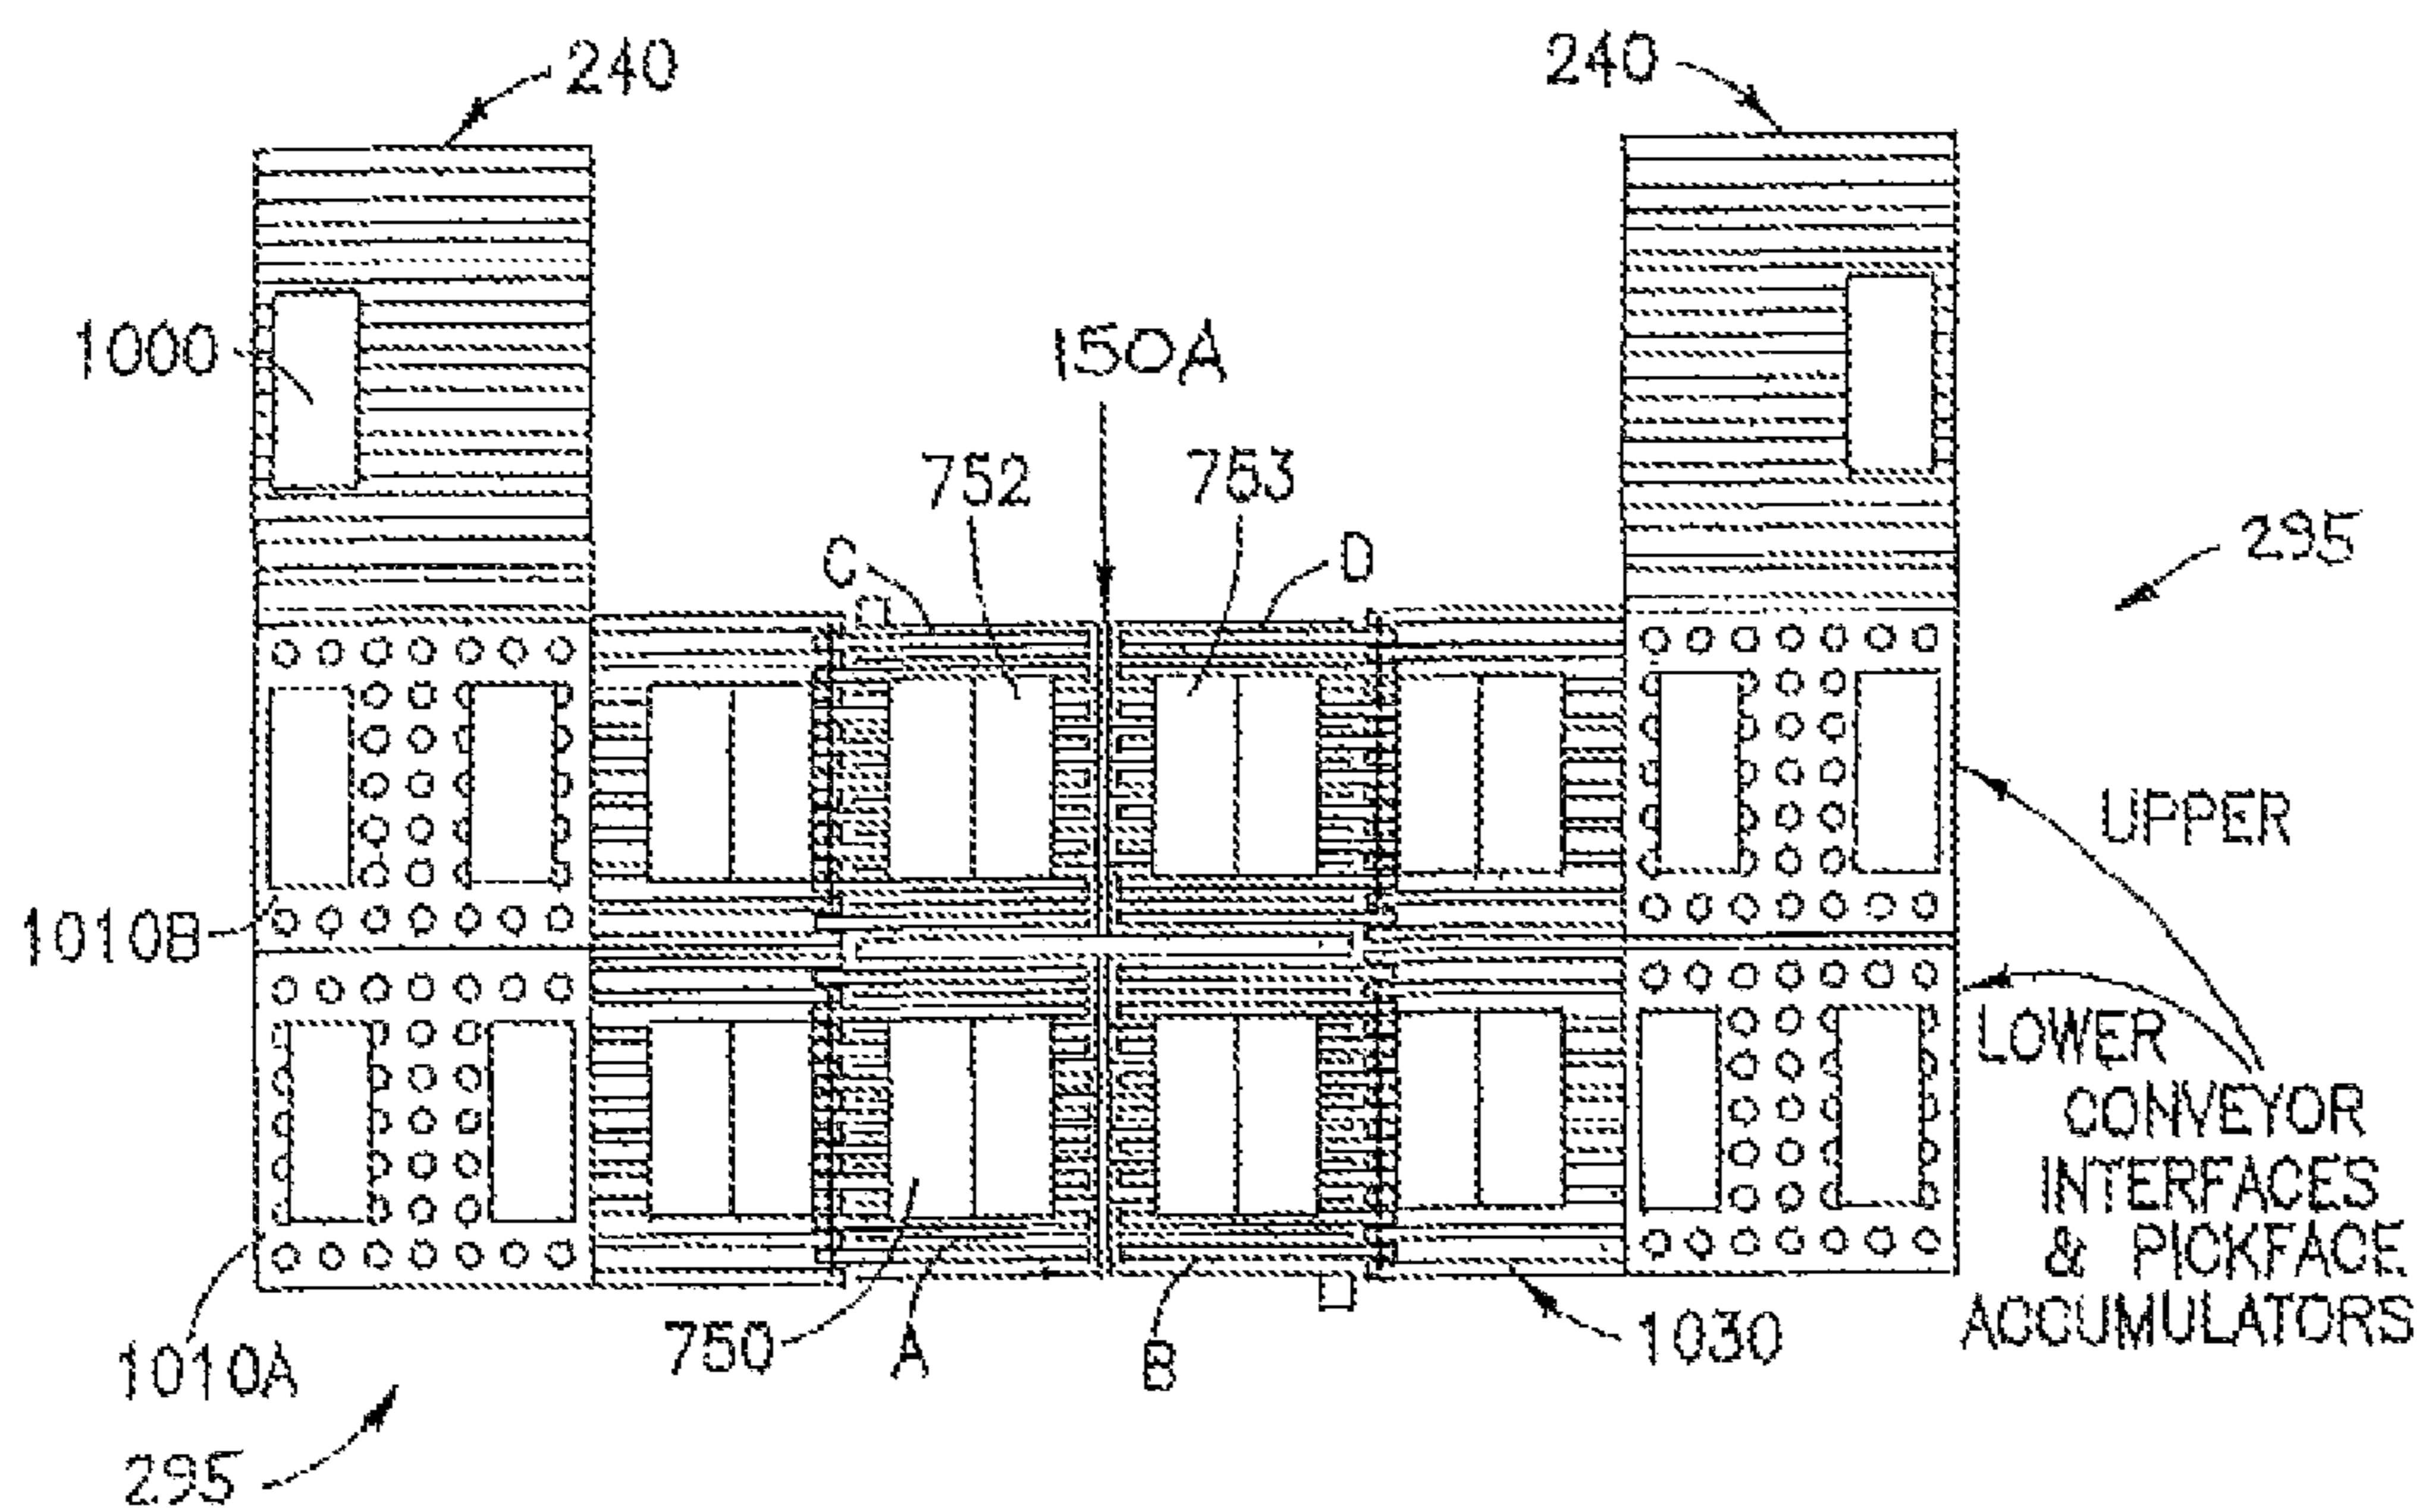 240
240
1000
150A
752
753
295
C
D
UPPER
1010B
LOWER
CONVEYOR
INTERFACES
& PICKFACE
ACCUMULATORS
750
A
B
1030
1010A
295